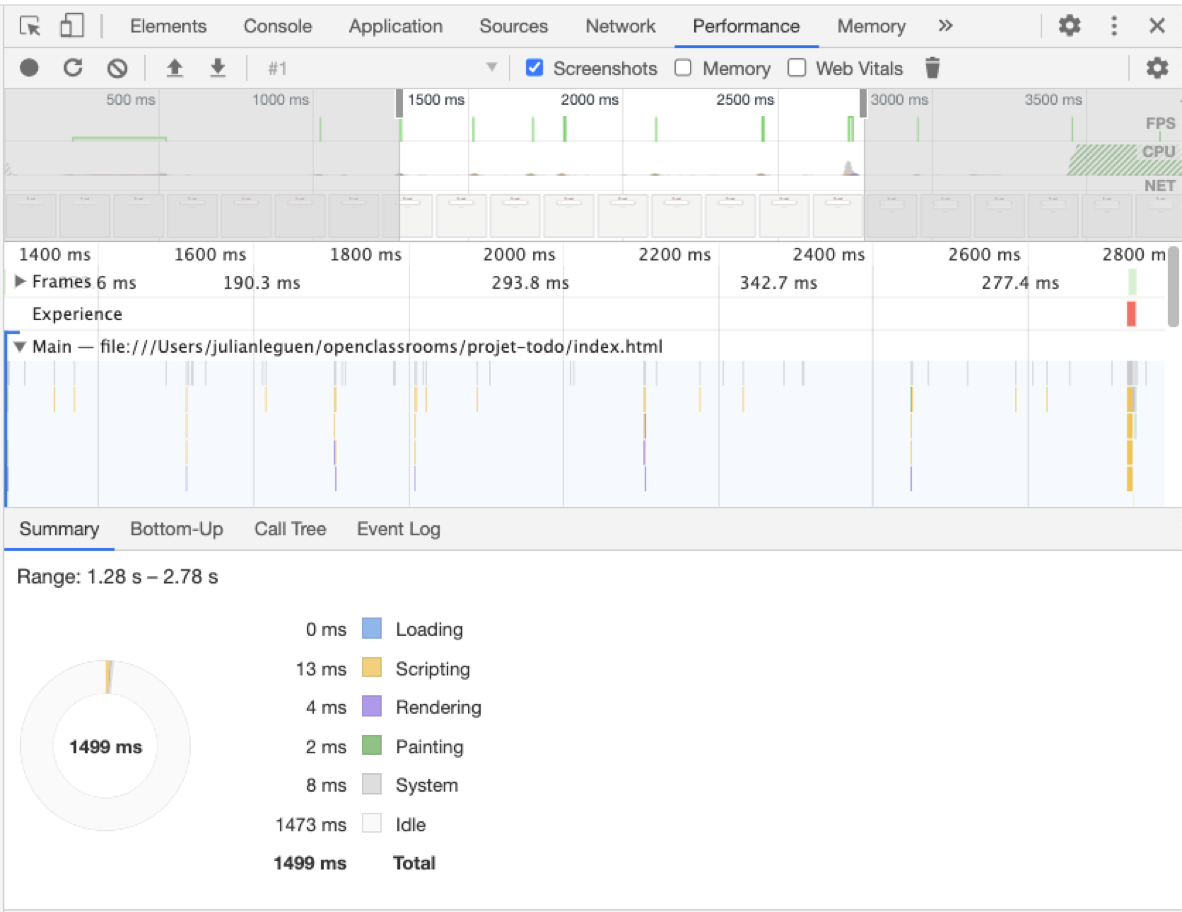 Elements Console Application Sources Network Performance Memory »
#1 Screenshots Memory Web Vitals
500 ms 1000 ms 1500 ms 2000 ms 2500 ms 3000 ms 3500 ms
FPS
CPU
NET
1400 ms 1600 ms 1800 ms 2000 ms 2200 ms 2400 ms 2600 ms 2800 m
Frames .6 ms 190.3 ms 293.8 ms 342.7 ms 277.4 ms
Experience
Main — file:///Users/julianleguen/openclassrooms/projet-todo/index.html
Summary Bottom-Up Call Tree Event Log
Range: 1.28 s – 2.78 s
0 ms Loading
13 ms Scripting
4 ms Rendering
1499 ms
2 ms Painting
8 ms System
1473 ms Idle
1499 ms Total